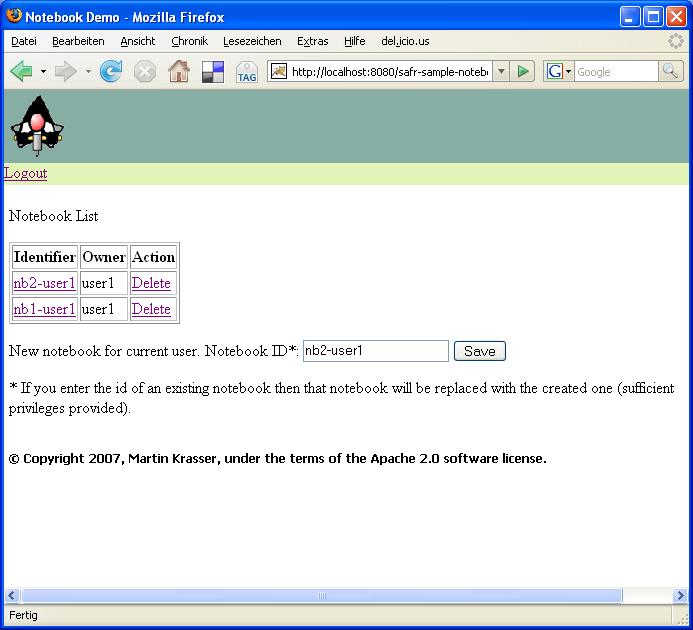 Notebook Demo - Mozilla Firefox
Datei Bearbeiten Ansicht Chronik Lesezeichen Extras Hilfe del.icio.us
TAG http://localhost:8080/safr-sample-noteb G Google
Logout
Notebook List
Identifier Owner Action
nb2-user1 user1 Delete
nb1-user1 user1 Delete
New notebook for current user. Notebook ID*: nb2-user1 Save
* If you enter the id of an existing notebook then that notebook will be replaced with the created one (sufficient
privileges provided).
© Copyright 2007, Martin Krasser, under the terms of the Apache 2.0 software license.
Fertig